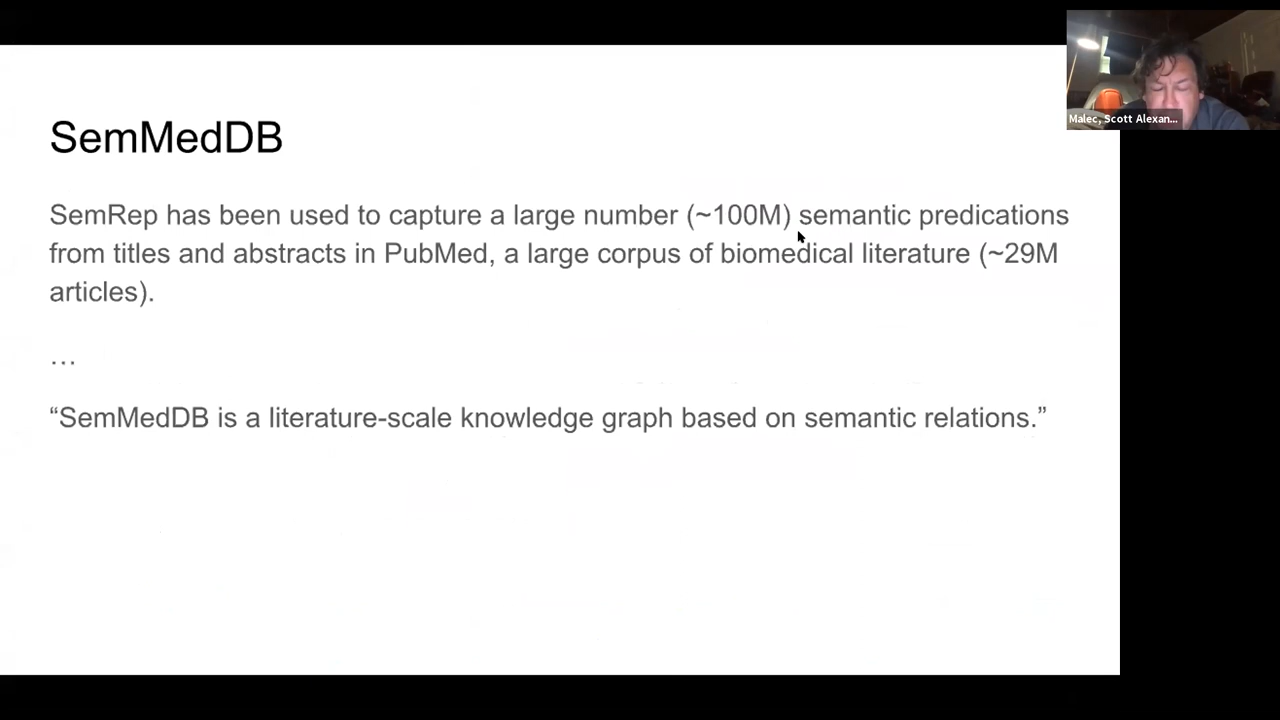 SemMedDB
SemRep has been used to capture a large number (~100M) semantic predications
from titles and abstracts in PubMed, a large corpus of biomedical literature (~29M
articles).
…
“SemMedDB is a literature-scale knowledge graph based on semantic relations.”
Malec, Scott Alexan...